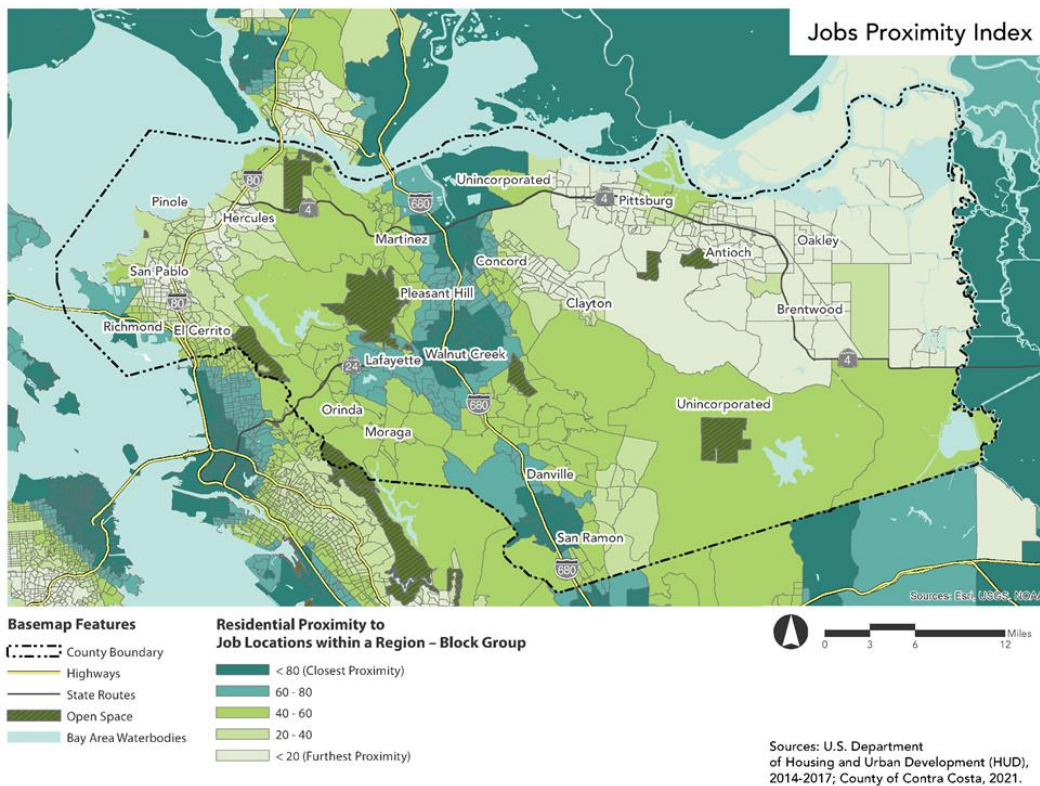 Jobs Proximity Index
80
Unincorporated
680
4
Pittsburg
Pinole
Hercules
4
Martinez
Oakley
Antioch
Concord
San Pablo
Pleasant Hill
80
Clayton
Brentwood
Richmond
El Cerrito
Lafayette
Walnut Creek
24
4
680
Orinda
Unincorporated
Moraga
Danville
San Ramon
680
Sources: Esri, USGS, NOAA
Basemap Features
County Boundary
Highways
State Routes
Open Space
Bay Area Waterbodies
Residential Proximity to
Job Locations within a Region – Block Group
< 80 (Closest Proximity)
60 - 80
40 - 60
20 - 40
< 20 (Furthest Proximity)
Miles
0 3 6 12
Sources: U.S. Department
of Housing and Urban Development (HUD),
2014-2017; County of Contra Costa, 2021.